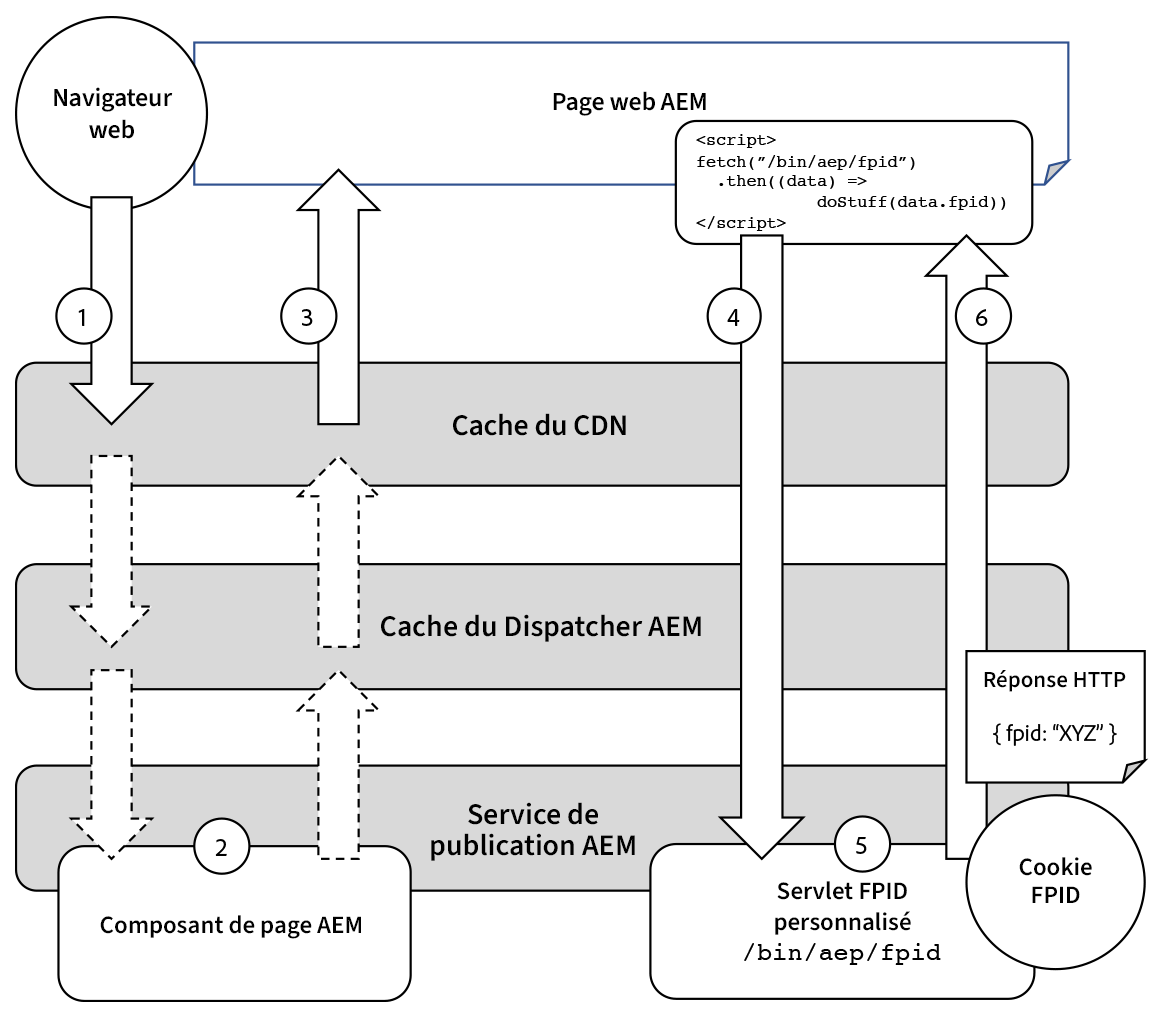 Navigateur
web
Page web AEM
<script>
fetch(”/bin/aep/fpid”)
.then((data) =>
doStuff(data.fpid))
</script>
1
3
4
6
Cache du CDN
Cache du Dispatcher AEM
Réponse HTTP
{ fpid: “XYZ” }
Service de
publication AEM
2
5
Composant de page AEM
Servlet FPID
personnalisé
/bin/aep/fpid
Cookie
FPID